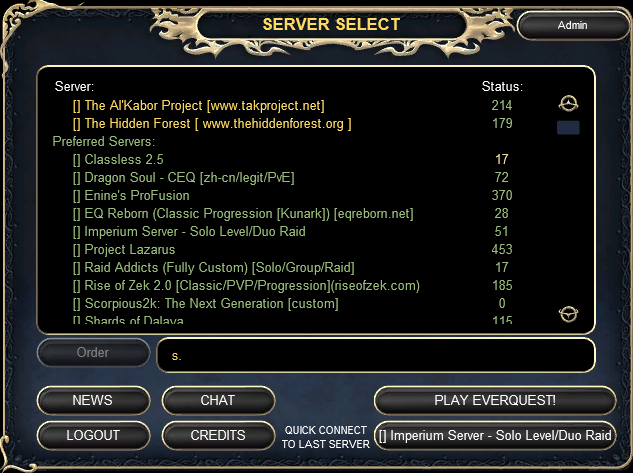 SERVER SELECT
Admin
Server: Status:
[] The Al'Kabor Project [www.takproject.net] 214
[] The Hidden Forest [ www.thehiddenforest.org ] 179
Preferred Servers:
[] Classless 2.5 17
[] Dragon Soul - CEQ [zh-cn/legit/PvE] 72
[] Enine's ProFusion 370
[] EQ Reborn (Classic Progression [Kunark]) [eqreborn.net] 28
[] Imperium Server - Solo Level/Duo Raid 51
[] Project Lazarus 453
[] Raid Addicts (Fully Custom) [Solo/Group/Raid] 17
[] Rise of Zek 2.0 [Classic/PVP/Progression](riseofzek.com) 185
[] Scorpious2k: The Next Generation [custom] 0
[] Shards of Dalaya 115
Order
s.
NEWS CHAT PLAY EVERQUEST!
LOGOUT CREDITS QUICK CONNECT
TO LAST SERVER
[] Imperium Server - Solo Level/Duo Raid